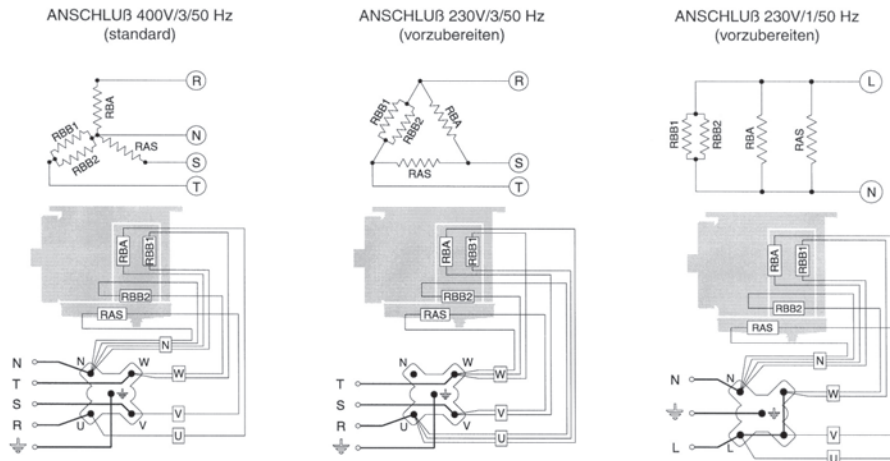 ANSCHLUß 400V/3/50 Hz
(standard)
R
RBA
RBB1
RBB2
N
RAS
S
T
RBA
RBB1
RBB2
RAS
N
N
N
W
W
T
S
R
U
V
V
U
ANSCHLUß 230V/3/50 Hz
(vorzubereiten)
R
RBB1
RBB2
RBA
S
RAS
T
RBA
RBB1
RBB2
RAS
N
W
W
T
S
R
U
V
V
U
ANSCHLUß 230V/1/50 Hz
(vorzubereiten)
L
RBB1
RBB2
RBA
RAS
N
RBA
RBB1
RBB2
RAS
N
N
N
W
L
L
V
U